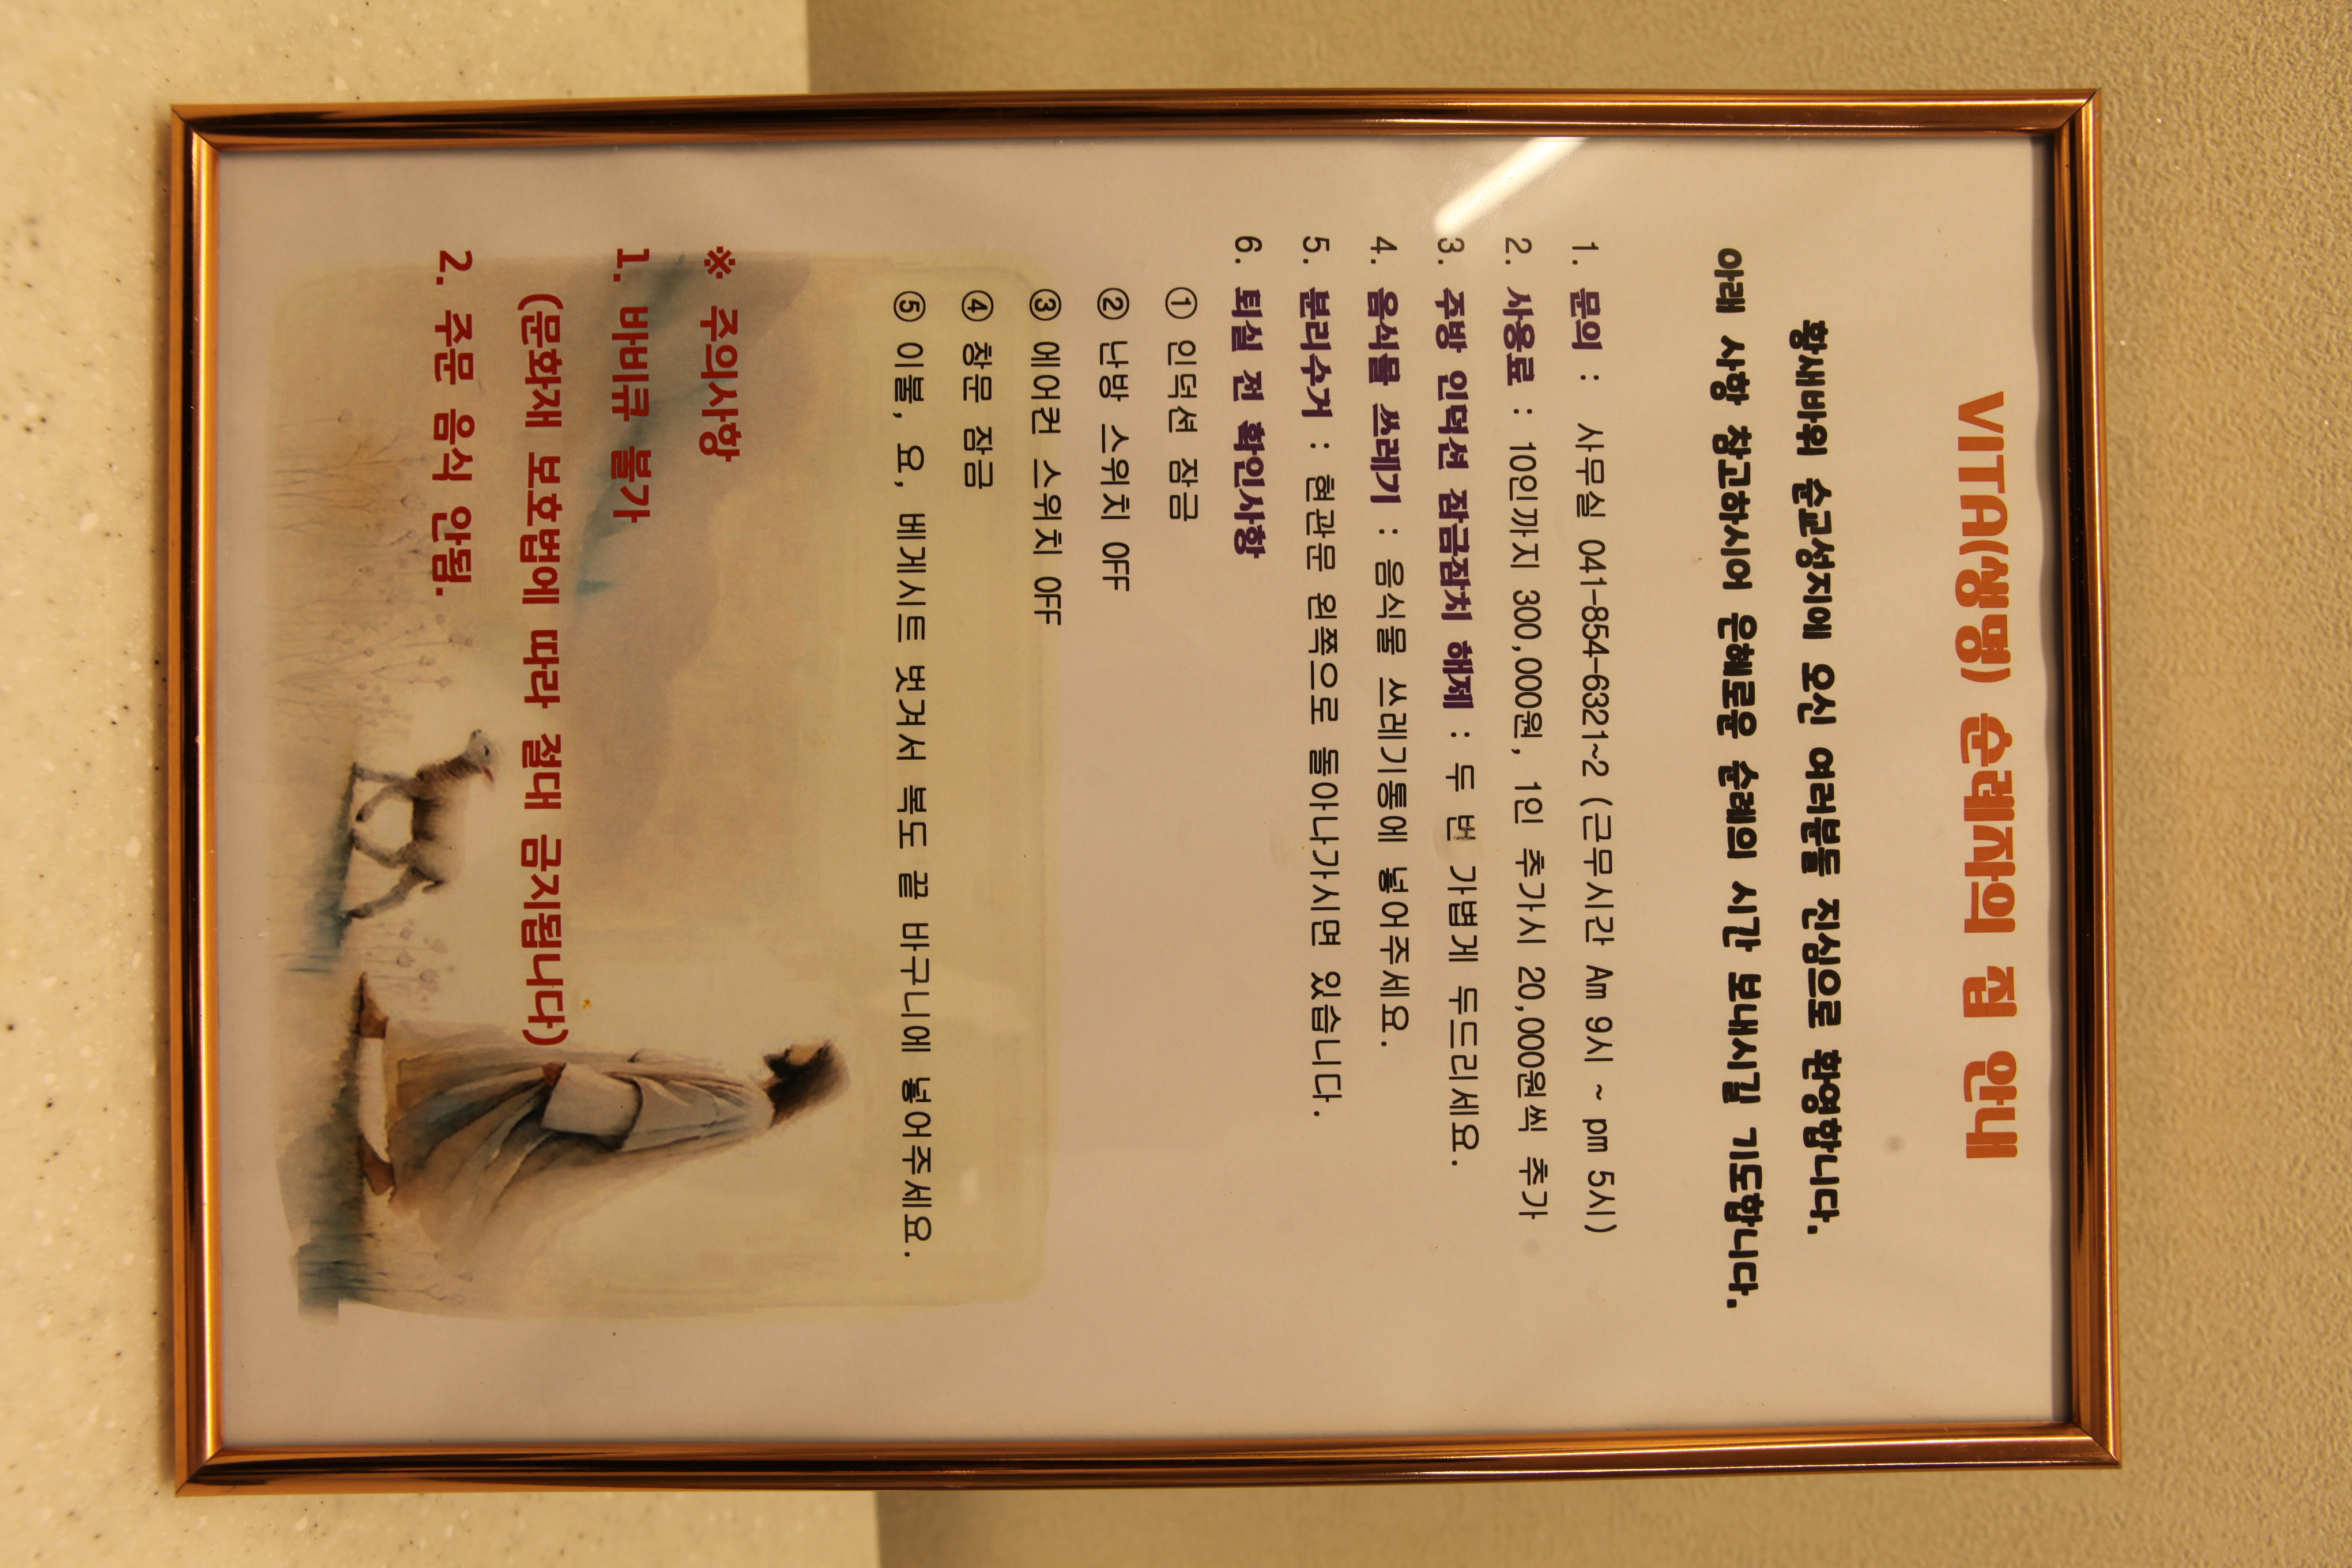 VITA(생명) 순례자의 집 안내
황새바위 순교성지에 오신 여러분들 진심으로 환영합니다.
아래 사항 참고하시어 은혜로운 순례의 시간 보내시길 기도합니다.
1. 문의 : 사무실 041-854-6321~2 (근무시간 Am 9시 ~ pm 5시)
2. 사용료 : 10인까지 300,000원, 1인 추가시 20,000원씩 추가
3. 주방 인덕션 잠금장치 해제 : 두 번 가볍게 두드리세요.
4. 음식물 쓰레기 : 음식물 쓰레기통에 넣어주세요.
5. 분리수거 : 현관문 왼쪽으로 돌아나가시면 있습니다.
6. 퇴실 전 확인사항
① 인덕션 잠금
② 난방 스위치 OFF
③ 에어컨 스위치 OFF
④ 창문 잠금
⑤ 이불, 요, 베게시트 벗겨서 복도 끝 바구니에 넣어주세요.
※ 주의사항
1. 바비큐 불가
(문화재 보호법에 따라 절대 금지됩니다)
2. 주문 음식 안됨.